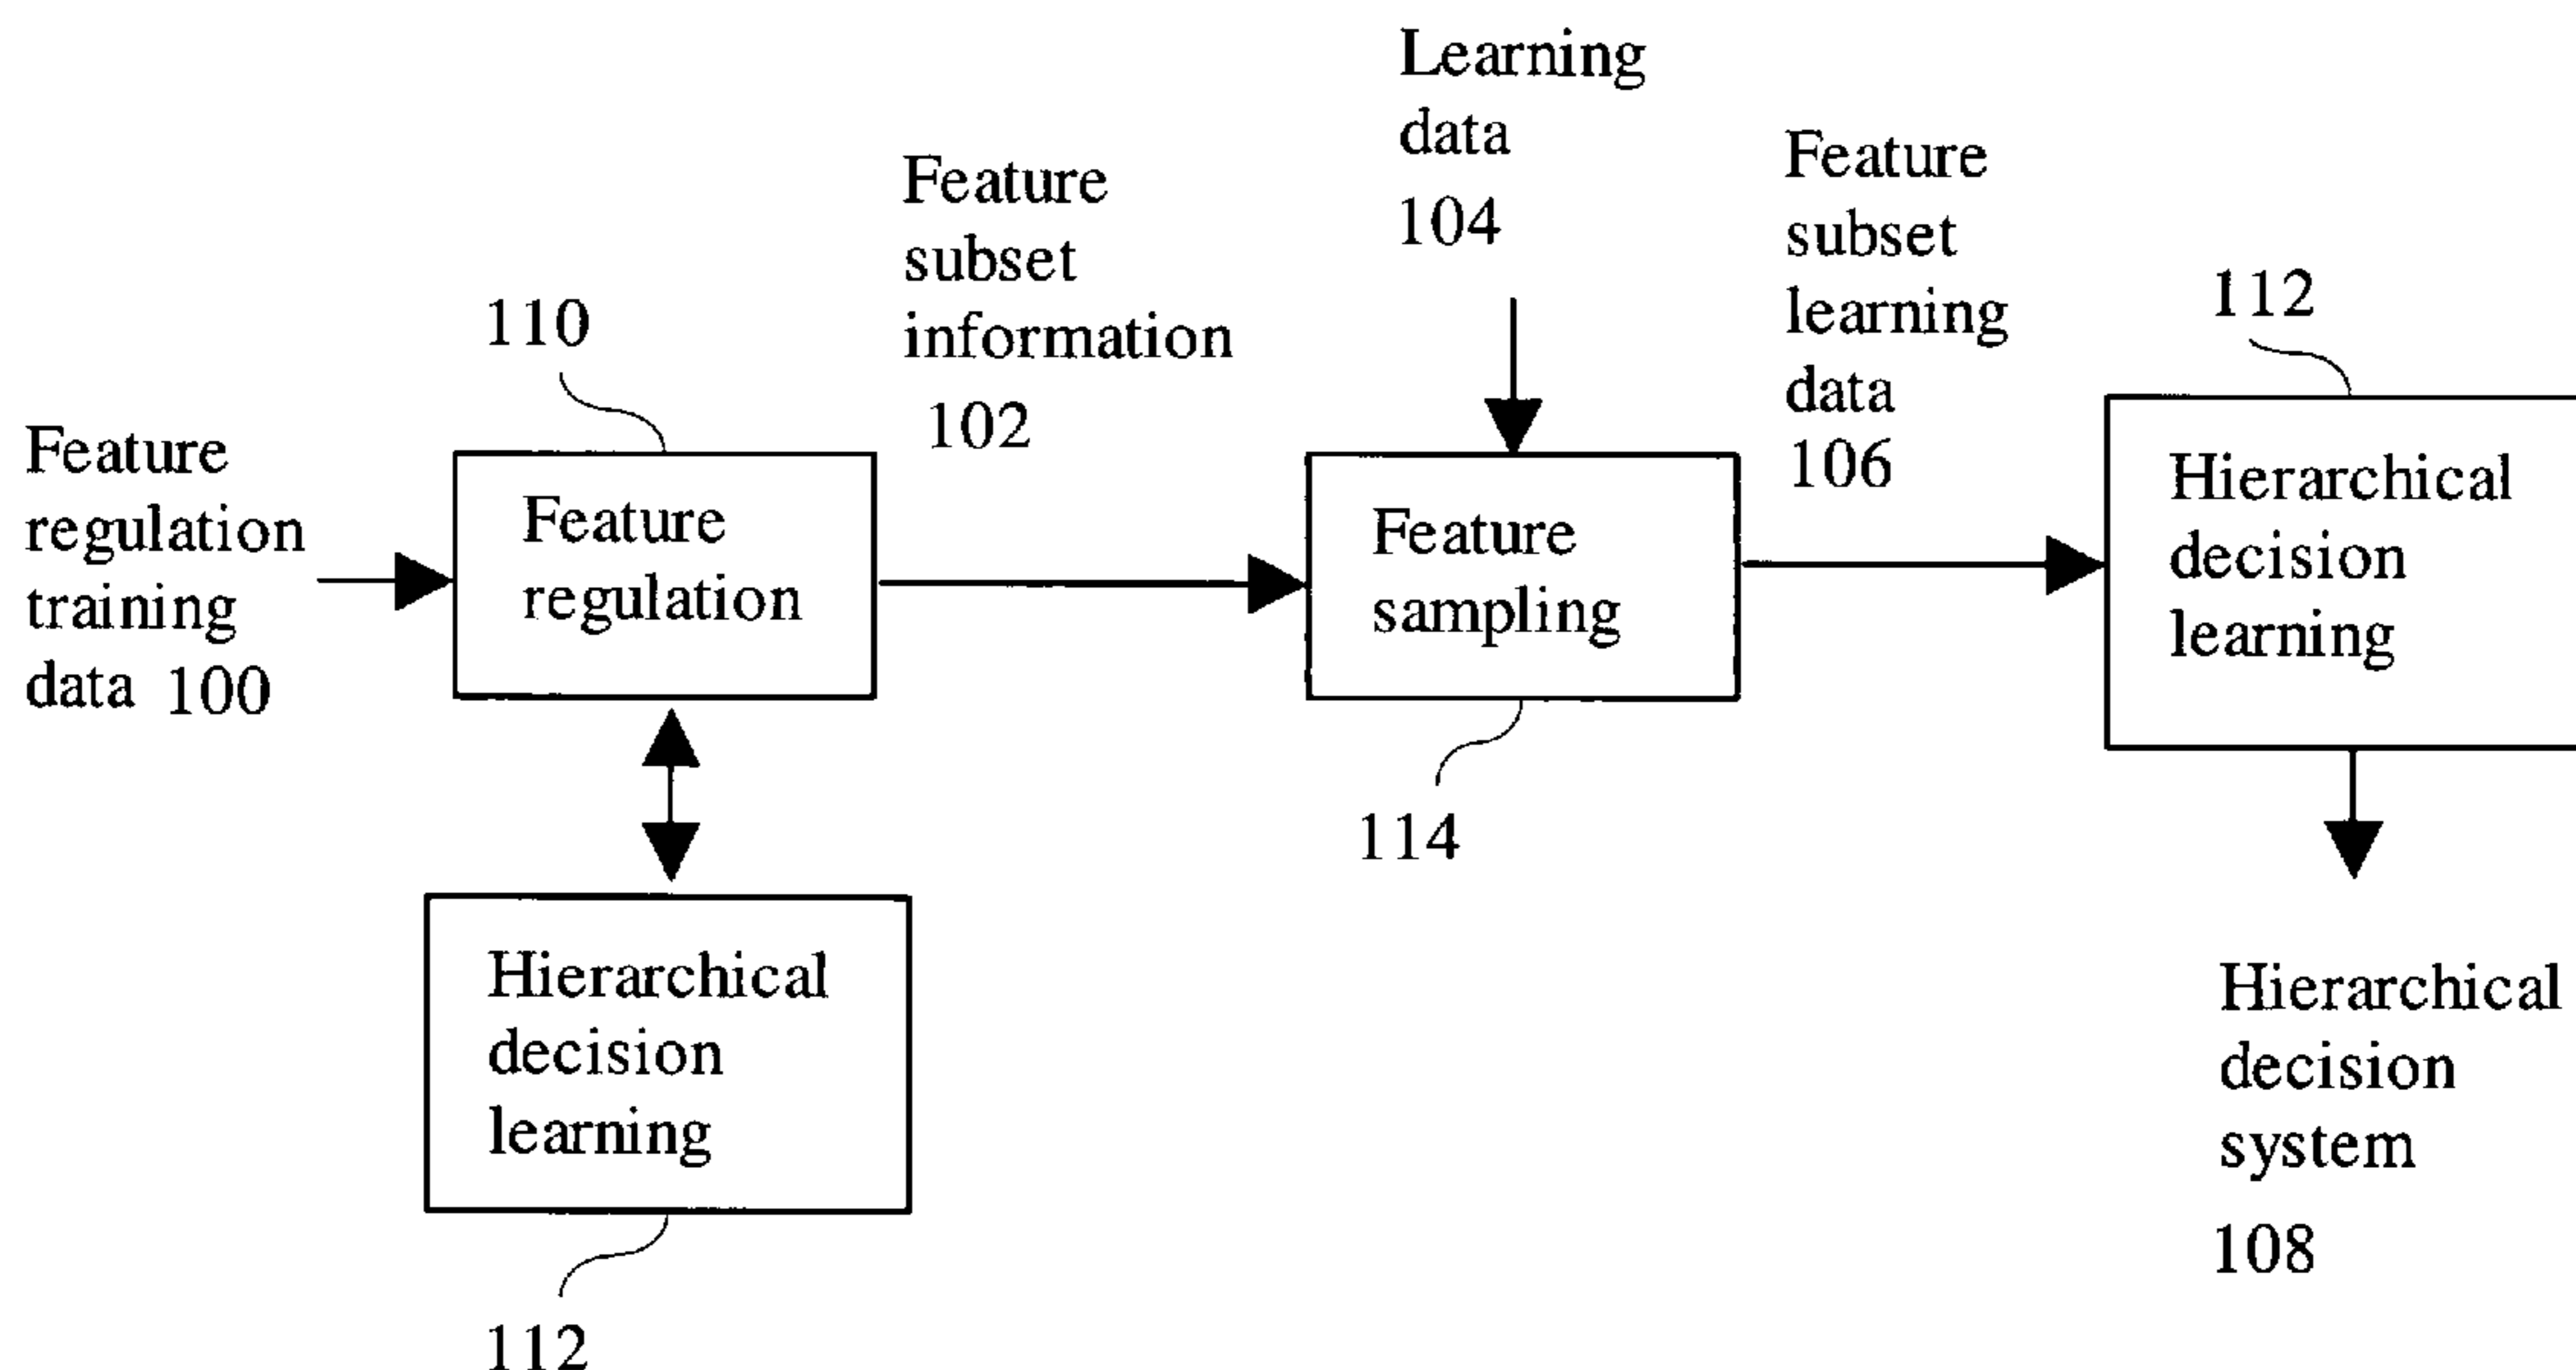 Learning
data
104
Feature
subset
information
102
Feature
subset
learning
data
106
110
112
Feature
regulation
training
data 100
Feature
regulation
Feature
sampling
Hierarchical
decision
learning
114
Hierarchical
decision
learning
112
Hierarchical
decision
system
108